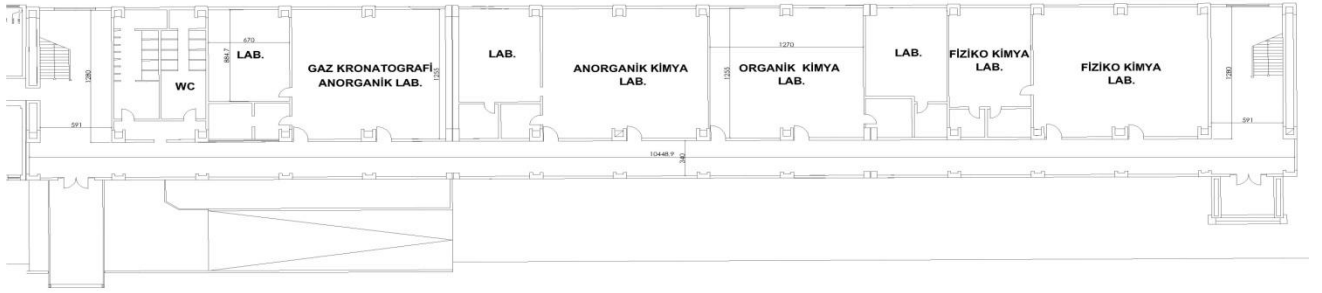 1280
591
WC
670
884.7
LAB.
GAZ KRONATOGRAFİ
ANORGANİK LAB.
1255
LAB.
ANORGANİK KİMYA
LAB.
1270
1255
ORGANİK KİMYA
LAB.
LAB.
FİZİKO KİMYA
LAB.
FİZİKO KİMYA
LAB.
1280
591
10448.9
340